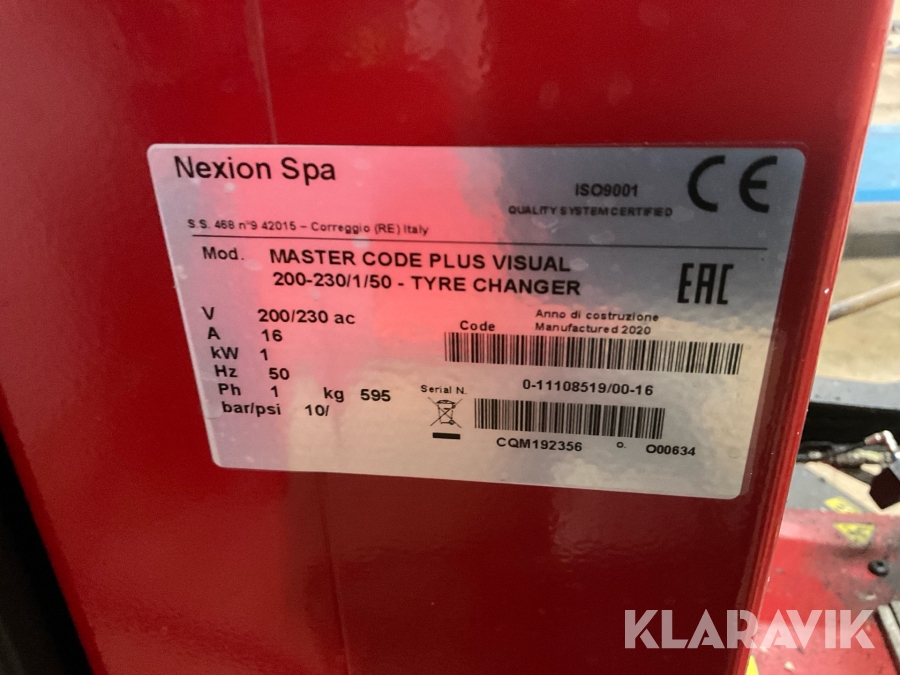 Nexion Spa
ISO9001
QUALITY SYSTEM CERTIFIED
CE
S.S. 468 n°9 42015 – Correggio (RE) Italy
Mod. MASTER CODE PLUS VISUAL
200-230/1/50 - TYRE CHANGER
EAC
V 200/230 ac
A 16
kW 1
Hz 50
Ph 1 kg 595
bar/psi 10/
Anno di costruzione
Code Manufactured 2020
0-11108519/00-16
Serial N.
CQM192356 o. O00634
KLARAVIK